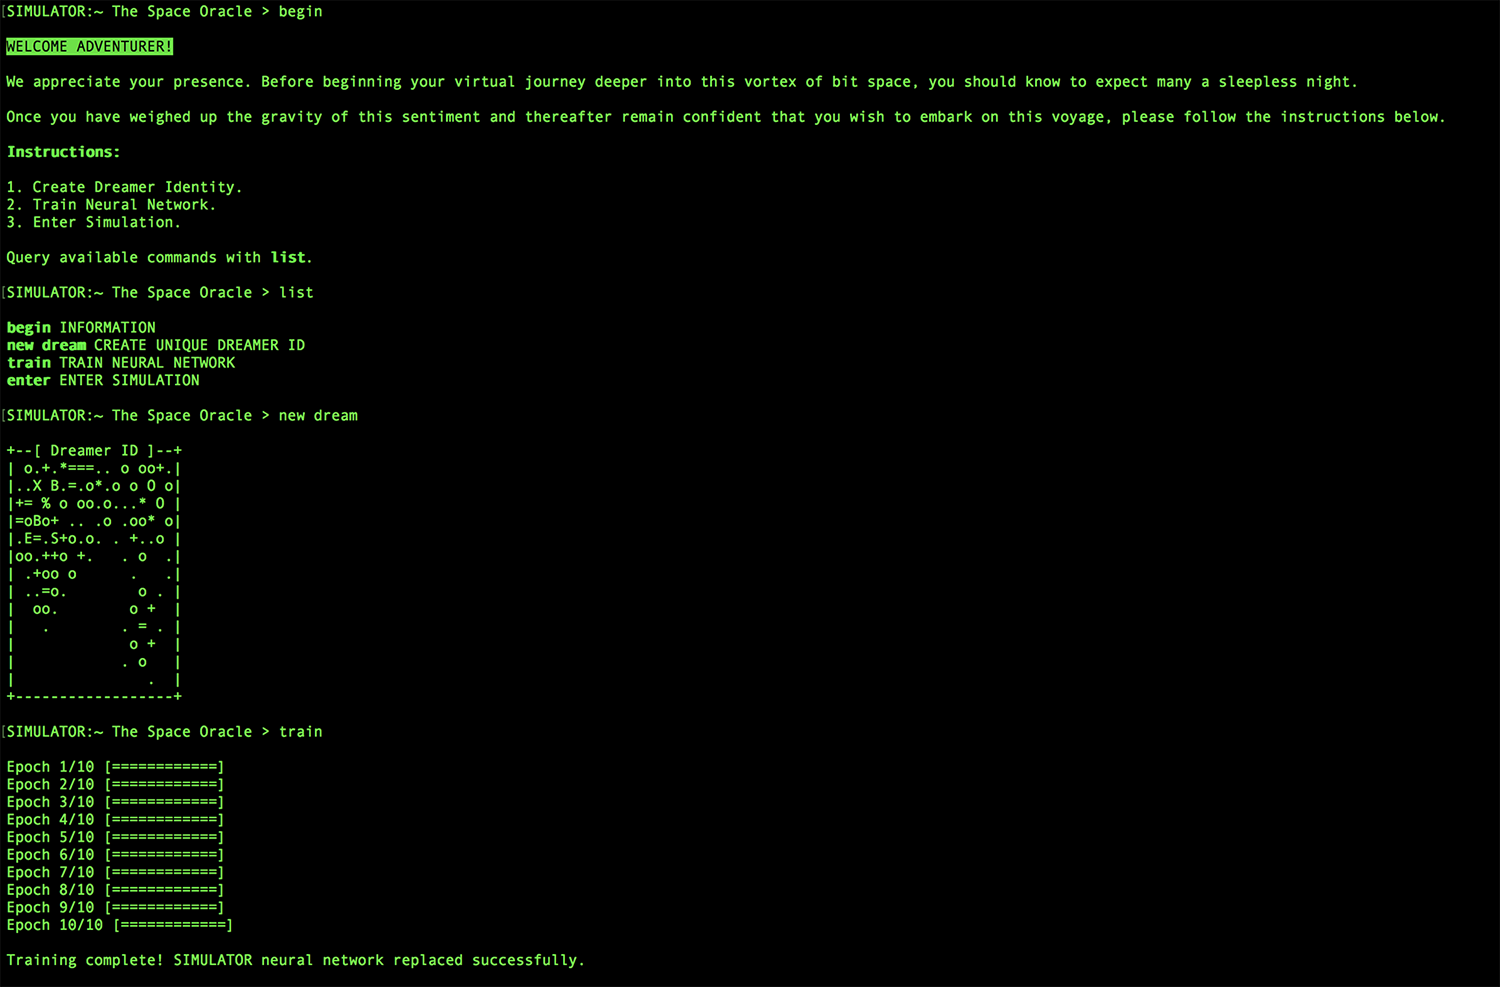 [SIMULATOR:~ The Space Oracle > begin
WELCOME ADVENTURER!
We appreciate your presence. Before beginning your virtual journey deeper into this vortex of bit space, you should know to expect many a sleepless night.
Once you have weighed up the gravity of this sentiment and thereafter remain confident that you wish to embark on this voyage, please follow the instructions below.
Instructions:
1. Create Dreamer Identity.
2. Train Neural Network.
3. Enter Simulation.
Query available commands with list.
[SIMULATOR:~ The Space Oracle > list
begin INFORMATION
new dream CREATE UNIQUE DREAMER ID
train TRAIN NEURAL NETWORK
enter ENTER SIMULATION
[SIMULATOR:~ The Space Oracle > new dream
+--[ Dreamer ID ]--+
| o.+.*===.. o oo+.|
|..X B.=.o*.o o O o|
|+= % o oo.o...* O |
|=oBo+ .. .o .oo* o|
|.E=.S+o.o. . +..o |
|oo.++o +.   . o  .|
| .+oo o      .   .|
| ..=o.        o . |
|  oo.        o +  |
|   .        . = . |
|             o +  |
|            . o   |
|               .  |
+------------------+
[SIMULATOR:~ The Space Oracle > train
Epoch 1/10 [============]
Epoch 2/10 [============]
Epoch 3/10 [============]
Epoch 4/10 [============]
Epoch 5/10 [============]
Epoch 6/10 [============]
Epoch 7/10 [============]
Epoch 8/10 [============]
Epoch 9/10 [============]
Epoch 10/10 [============]
Training complete! SIMULATOR neural network replaced successfully.